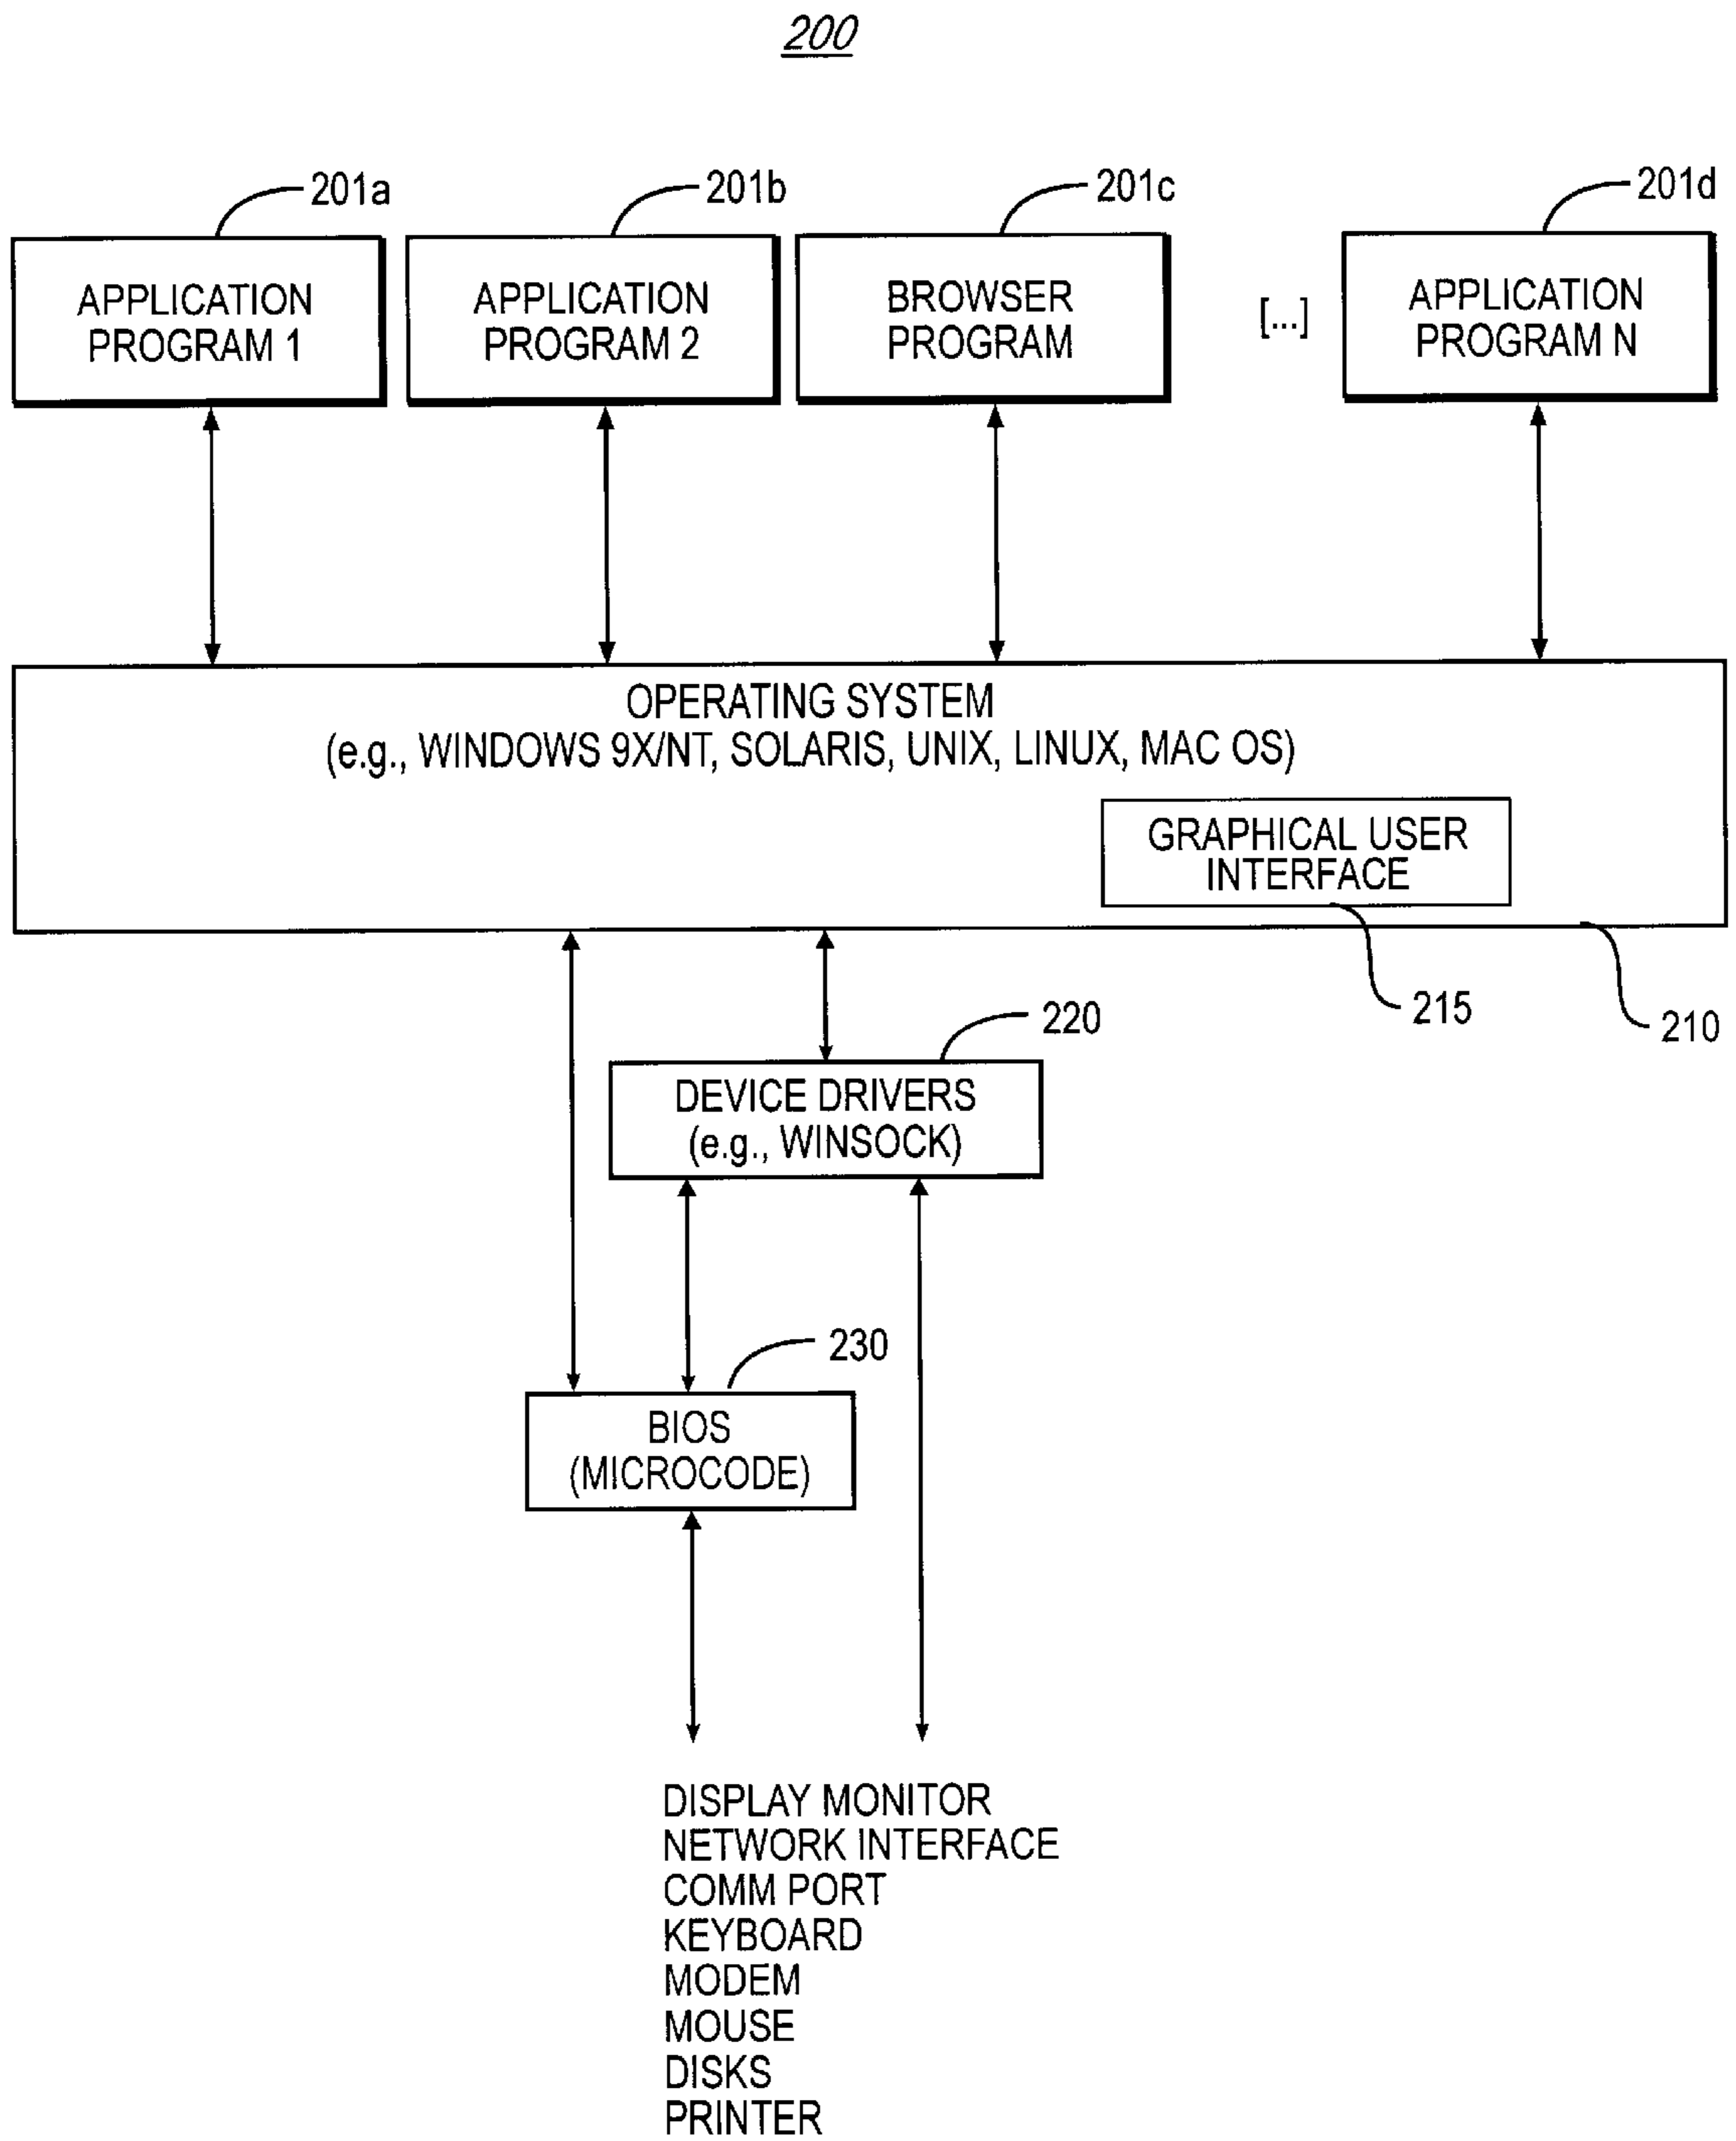 200
201a
201b
201c
201d
APPLICATION
PROGRAM 1
APPLICATION
PROGRAM 2
BROWSER
PROGRAM
[...]
APPLICATION
PROGRAM N
OPERATING SYSTEM
(e.g., WINDOWS 9X/NT, SOLARIS, UNIX, LINUX, MAC OS)
GRAPHICAL USER
INTERFACE
215
210
220
DEVICE DRIVERS
(e.g., WINSOCK)
230
BIOS
(MICROCODE)
DISPLAY MONITOR
NETWORK INTERFACE
COMM PORT
KEYBOARD
MODEM
MOUSE
DISKS
PRINTER